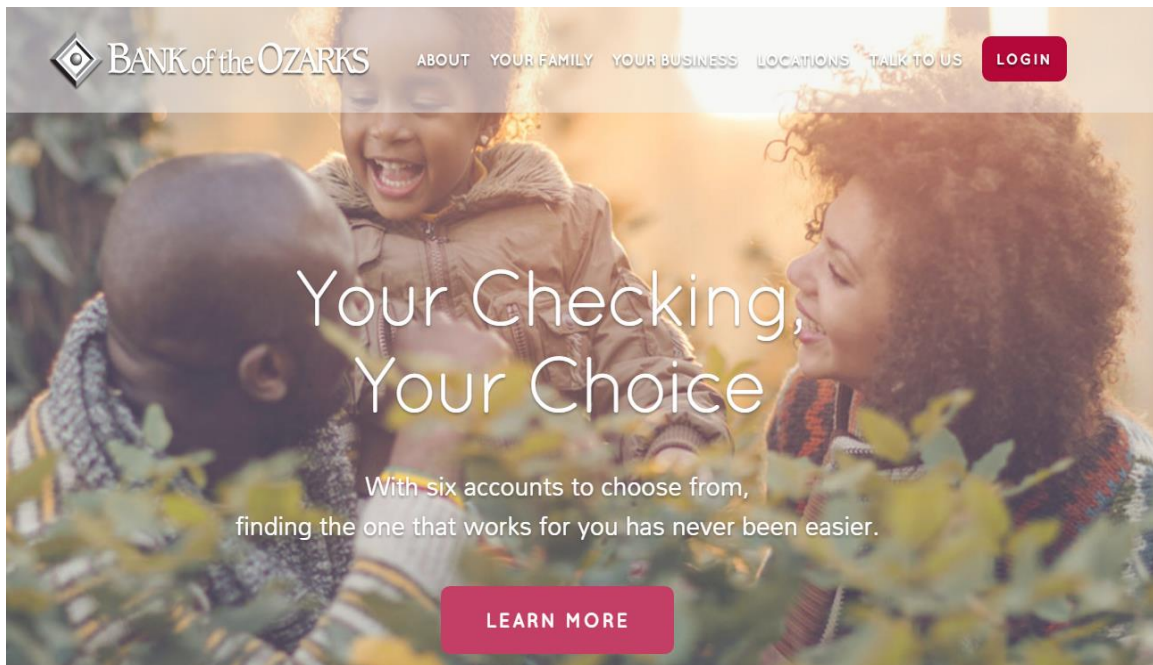 BANK of the OZARKS
ABOUT YOUR FAMILY YOUR BUSINESS LOCATIONS TALK TO US LOGIN
Your Checking,
Your Choice
With six accounts to choose from,
finding the one that works for you has never been easier.
LEARN MORE